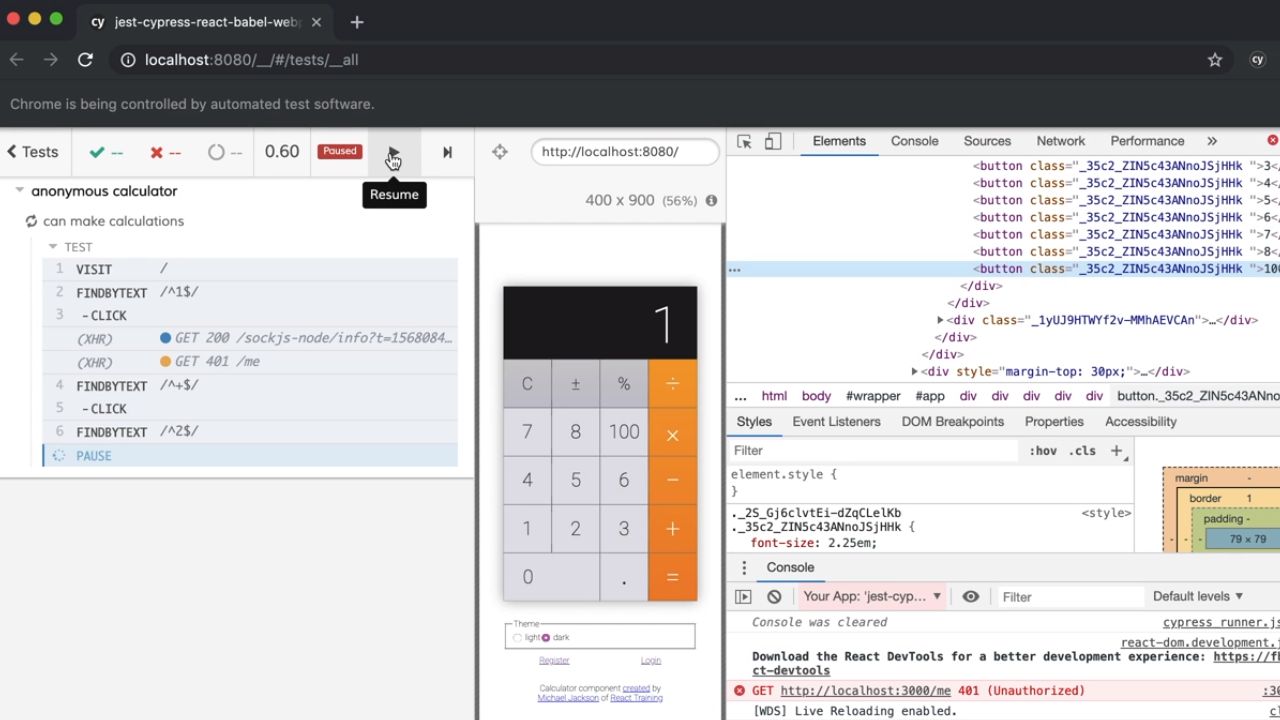 cy jest-cypress-react-babel-webp
localhost:8080/__/#/tests/__all
cy
Chrome is being controlled by automated test software.
Tests
--
--
--
0.60
Paused
Resume
anonymous calculator
can make calculations
TEST
1 VISIT /
2 FINDBYTEXT /^1$/
3 -CLICK
(XHR) GET 200 /sockjs-node/info?t=1568084…
(XHR) GET 401 /me
4 FINDBYTEXT /^+$/
5 -CLICK
6 FINDBYTEXT /^2$/
PAUSE
http://localhost:8080/
400 x 900 (56%)
1
C ± % ÷
7 8 100 ×
4 5 6 −
1 2 3 +
0 . =
Theme
light dark
Register Login
Calculator component created by
Michael Jackson of React Training
Elements Console Sources Network Performance »
<button class="_35c2_ZIN5c43ANnoJSjHHk ">3</
<button class="_35c2_ZIN5c43ANnoJSjHHk ">4</
<button class="_35c2_ZIN5c43ANnoJSjHHk ">5</
<button class="_35c2_ZIN5c43ANnoJSjHHk ">6</
<button class="_35c2_ZIN5c43ANnoJSjHHk ">7</
<button class="_35c2_ZIN5c43ANnoJSjHHk ">8</
… <button class="_35c2_ZIN5c43ANnoJSjHHk ">100
</div>
</div>
<div class="_1yUJ9HTWYf2v-MMhAEVCAn">…</div>
</div>
</div>
<div style="margin-top: 30px;">…</div>
… html body #wrapper #app div div div div button._35c2_ZIN5c43ANno
Styles Event Listeners DOM Breakpoints Properties Accessibility
Filter :hov .cls +
element.style {
}
._2S_Gj6clvtEi-dZqCLelKb <style>
._35c2_ZIN5c43ANnoJSjHHk {
font-size: 2.25em;
margin -
border 1
padding -
- - 79 × 79
Console
Your App: 'jest-cyp… ▼ Filter Default levels ▼
Console was cleared cypress_runner.js
react-dom.development.j
Download the React DevTools for a better development experience: https://f
ct-devtools
GET http://localhost:3000/me 401 (Unauthorized) :30
[WDS] Live Reloading enabled. cl